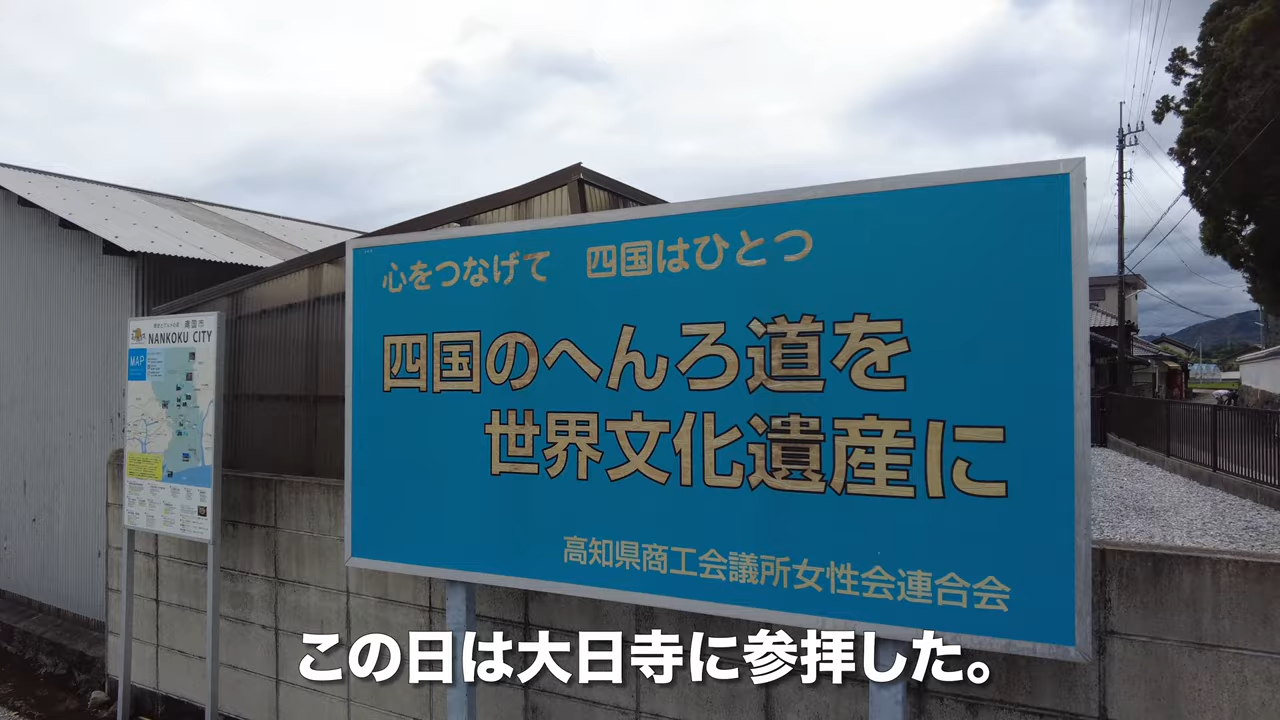 心をつなげて 四国はひとつ
四国のへんろ道を
世界文化遺産に
高知県商工会議所女性会連合会
南国市
NANKOKU CITY
MAP
この日は大日寺に参拝した。